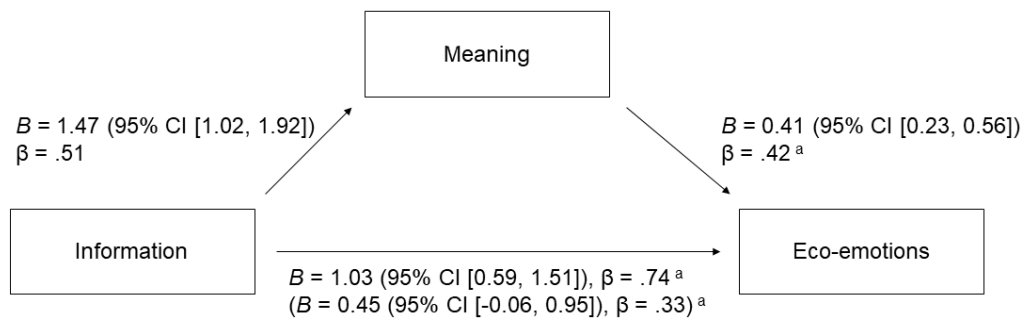 Meaning
B = 1.47 (95% CI [1.02, 1.92])
β = .51
B = 0.41 (95% CI [0.23, 0.56])
β = .42 a
Information
Eco-emotions
B = 1.03 (95% CI [0.59, 1.51]), β = .74 a
(B = 0.45 (95% CI [-0.06, 0.95]), β = .33) a